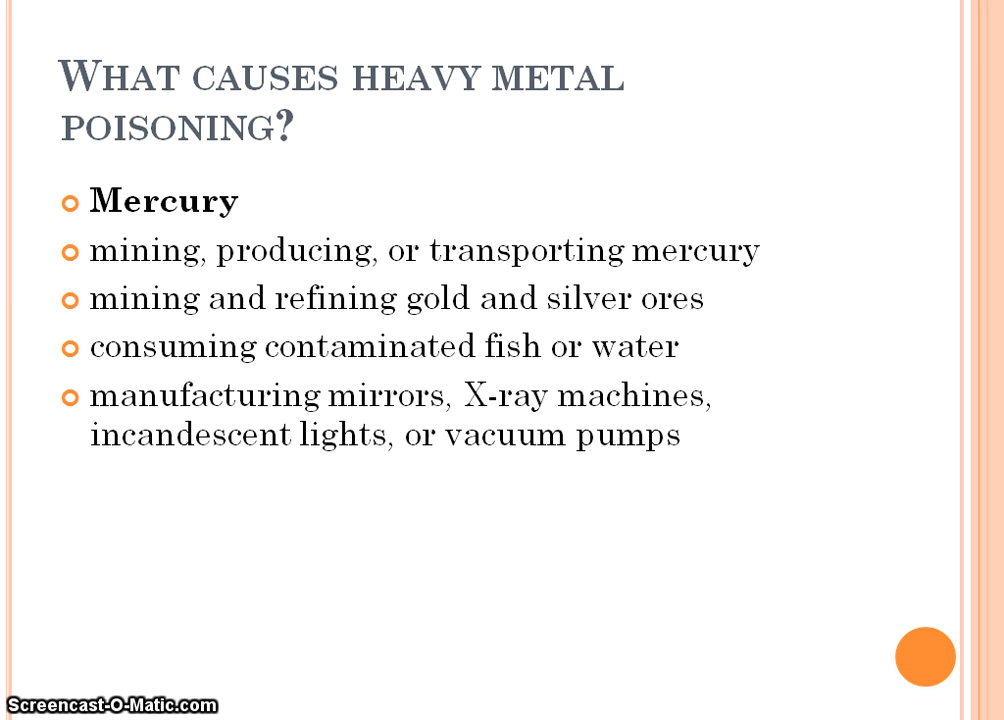 What causes heavy metal
poisoning?
Mercury
mining, producing, or transporting mercury
mining and refining gold and silver ores
consuming contaminated fish or water
manufacturing mirrors, X-ray machines,
incandescent lights, or vacuum pumps
Screencast-O-Matic.com